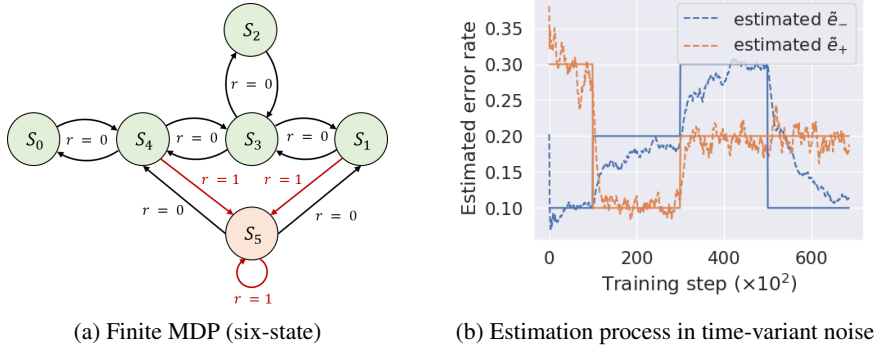 S₂
r = 0
S₀
r = 0
S₄
r = 0
S₃
r = 0
S₁
r = 1
r = 1
r = 0
r = 0
S₅
r = 1
(a) Finite MDP (six-state)
estimated ẽ₋
estimated ẽ₊
0.35
0.30
0.25
0.20
0.15
0.10
Estimated error rate
0
200
400
600
Training step (×10²)
(b) Estimation process in time-variant noise